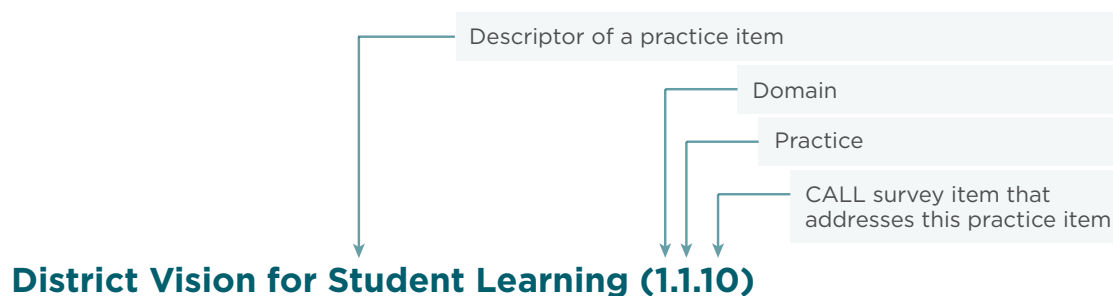 Descriptor of a practice item
Domain
Practice
CALL survey item that
addresses this practice item
District Vision for Student Learning (1.1.10)